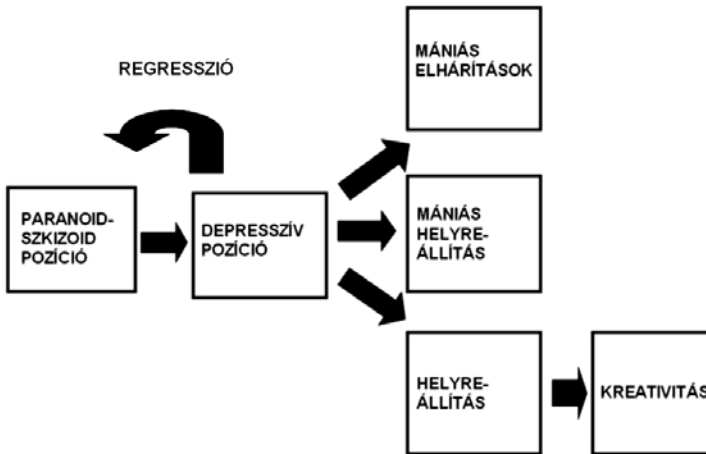 REGRESSZIÓ
MÁNIÁS
ELHÁRÍTÁSOK
PARANOID-
SZKIZOID
POZÍCIÓ
DEPRESSZÍV
POZÍCIÓ
MÁNIÁS
HELYRE-
ÁLLÍTÁS
HELYRE-
ÁLLÍTÁS
KREATIVITÁS